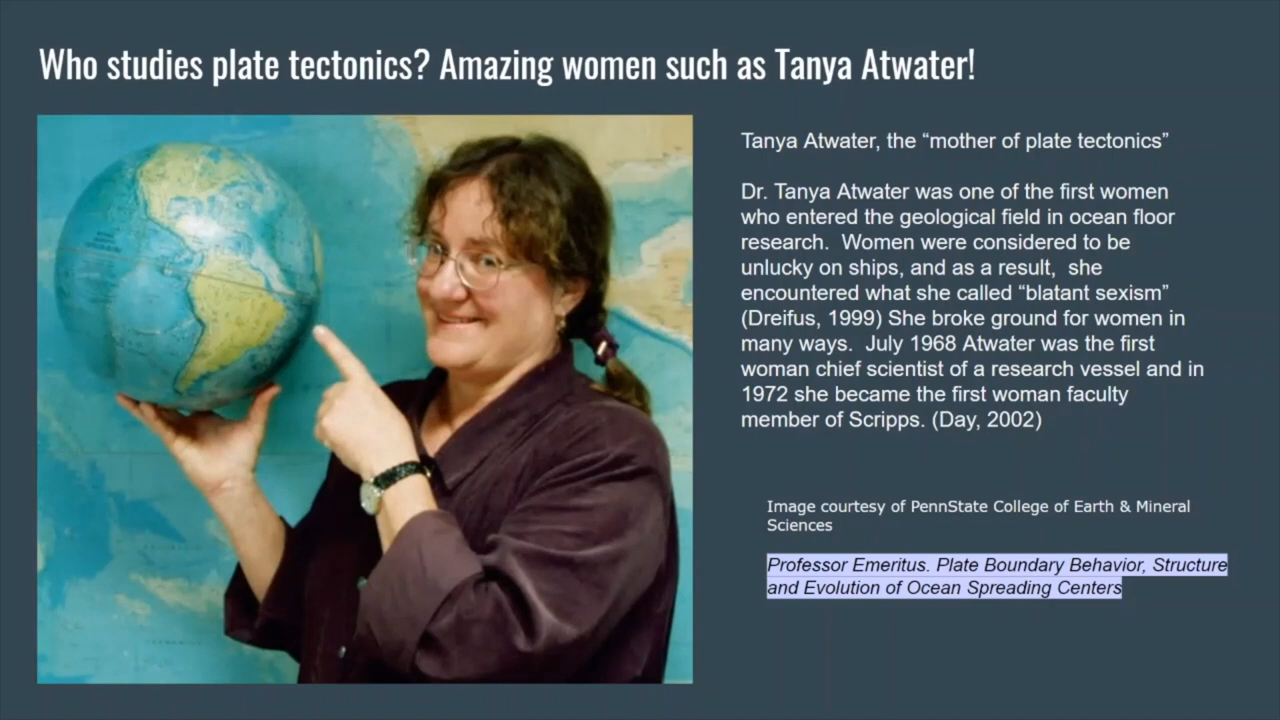 Who studies plate tectonics? Amazing women such as Tanya Atwater!
Tanya Atwater, the “mother of plate tectonics”
Dr. Tanya Atwater was one of the first women
who entered the geological field in ocean floor
research.  Women were considered to be
unlucky on ships, and as a result,  she
encountered what she called “blatant sexism”
(Dreifus, 1999) She broke ground for women in
many ways.  July 1968 Atwater was the first
woman chief scientist of a research vessel and in
1972 she became the first woman faculty
member of Scripps. (Day, 2002)
Image courtesy of PennState College of Earth & Mineral
Sciences
Professor Emeritus. Plate Boundary Behavior, Structure
and Evolution of Ocean Spreading Centers